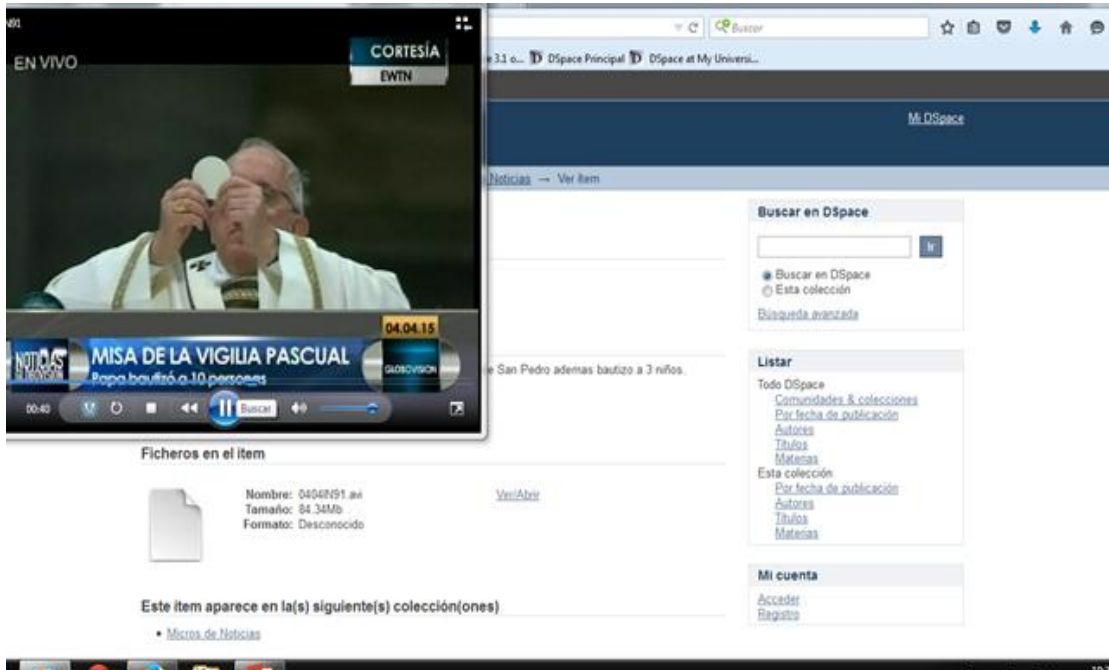 EN VIVO
CORTESÍA
EWTN
04.04.15
NOTICIAS
GLOBOVISION
MISA DE LA VIGILIA PASCUAL
Papa bautizó a 10 personas
GLOBOVISION
00:40
Buscar
Buscar
DSpace Principal
DSpace at My Universi...
Mi DSpace
Noticias → Ver ítem
e San Pedro ademas bautizo a 3 niños.
Ficheros en el ítem
Nombre: 0404IN91.avi
Tamaño: 84.34Mb
Formato: Desconocido
Ver/Abrir
Este ítem aparece en la(s) siguiente(s) colección(ones)
Micros de Noticias
Buscar en DSpace
Ir
Buscar en DSpace
Esta colección
Búsqueda avanzada
Listar
Todo DSpace
Comunidades & colecciones
Por fecha de publicación
Autores
Títulos
Materias
Esta colección
Por fecha de publicación
Autores
Títulos
Materias
Mi cuenta
Acceder
Registro